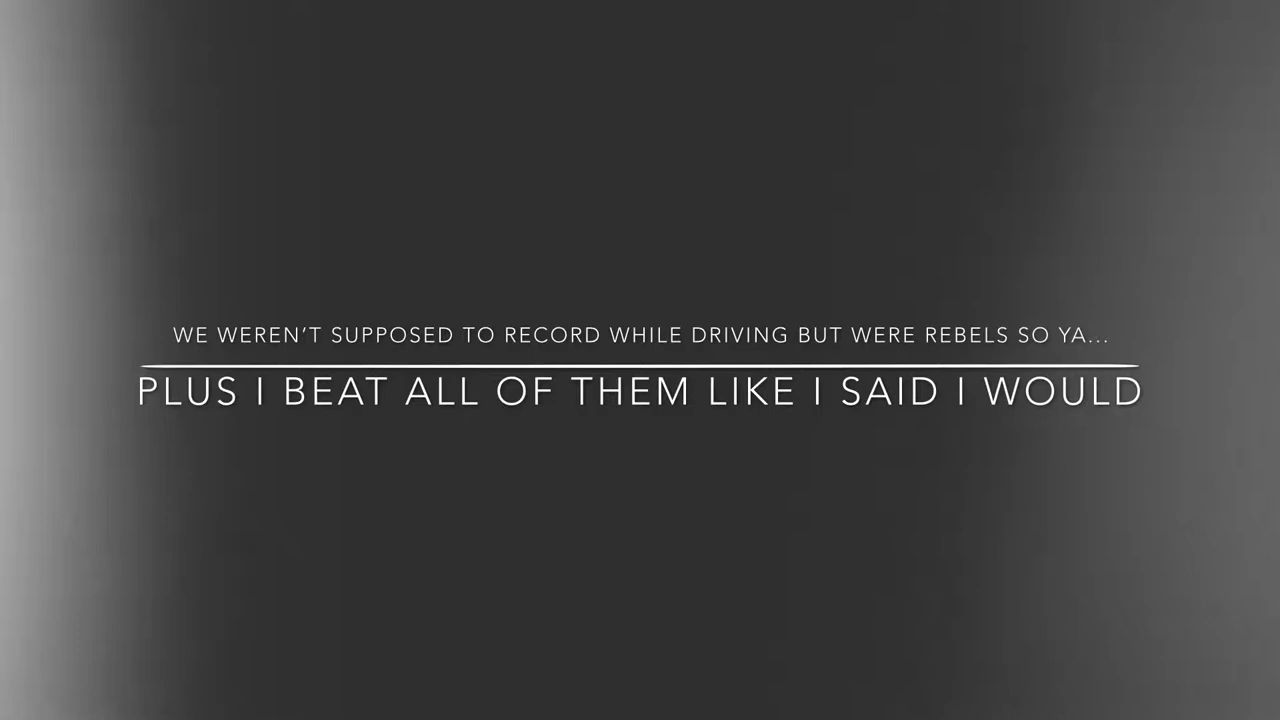 WE WEREN’T SUPPOSED TO RECORD WHILE DRIVING BUT WERE REBELS SO YA...
PLUS I BEAT ALL OF THEM LIKE I SAID I WOULD